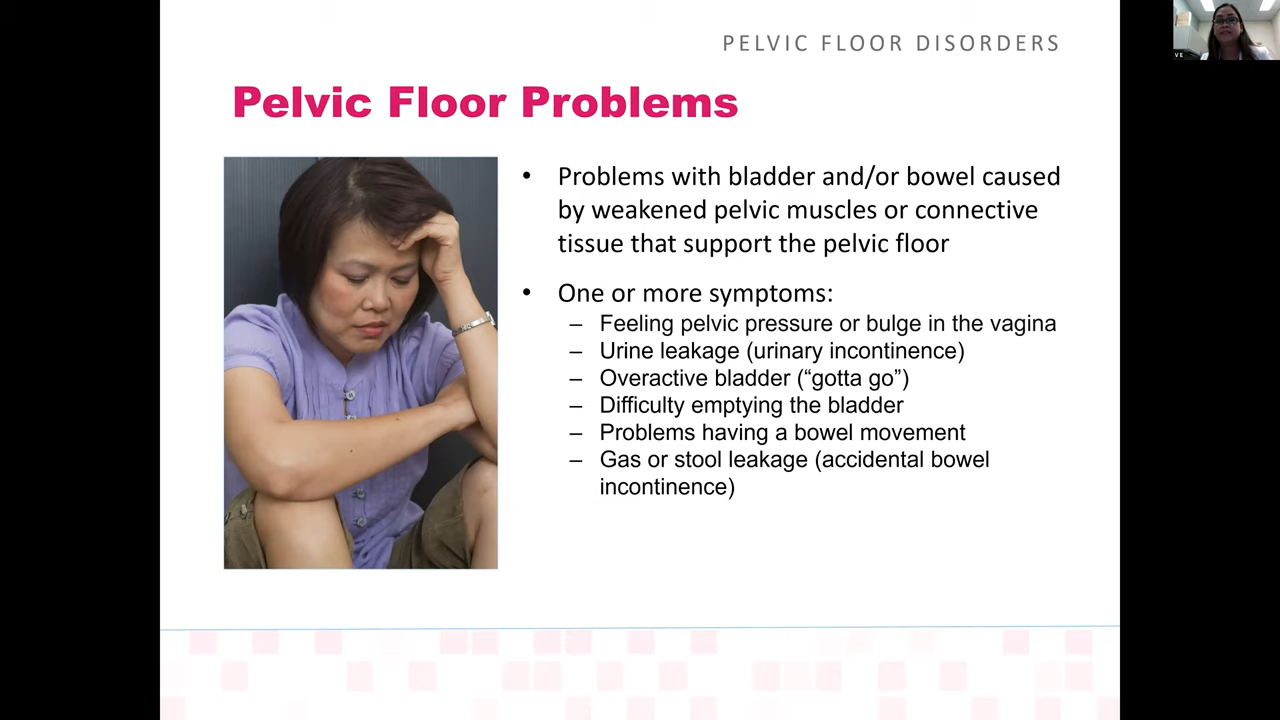 PELVIC FLOOR DISORDERS
Pelvic Floor Problems
• Problems with bladder and/or bowel caused
by weakened pelvic muscles or connective
tissue that support the pelvic floor
• One or more symptoms:
– Feeling pelvic pressure or bulge in the vagina
– Urine leakage (urinary incontinence)
– Overactive bladder (“gotta go”)
– Difficulty emptying the bladder
– Problems having a bowel movement
– Gas or stool leakage (accidental bowel
incontinence)